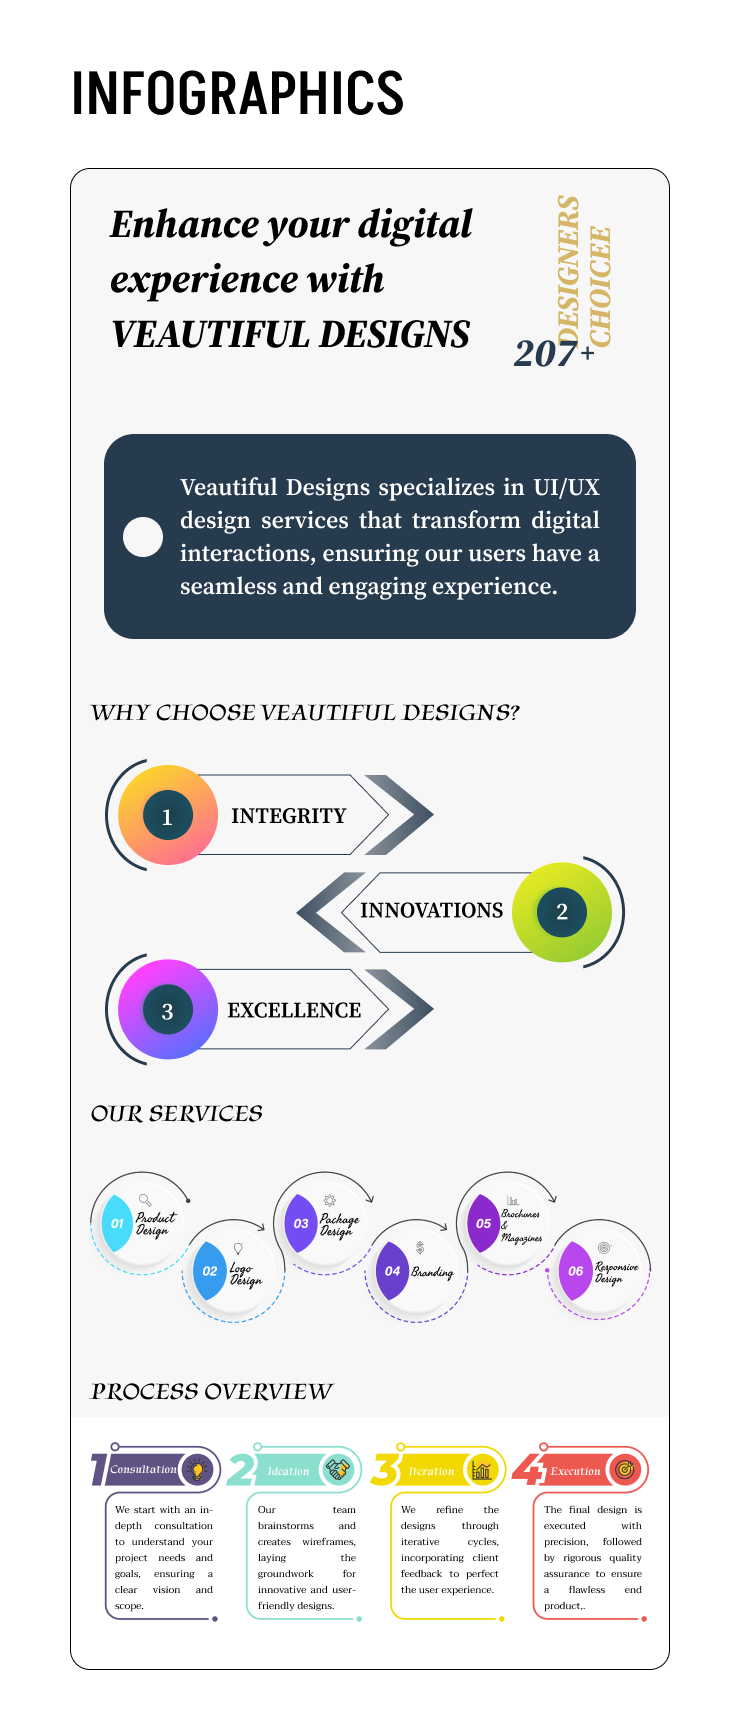 INFOGRAPHICS
Enhance your digital
experience with
VEAUTIFUL DESIGNS
DESIGNERS
CHOICEE
207+
Veautiful Designs specializes in UI/UX
design services that transform digital
interactions, ensuring our users have a
seamless and engaging experience.
WHY CHOOSE VEAUTIFUL DESIGNS?
1
INTEGRITY
INNOVATIONS
2
3
EXCELLENCE
OUR SERVICES
01
Product
Design
02
Logo
Design
03
Package
Design
04
Branding
05
Brochures
&
Magazines
06
Responsive
Design
PROCESS OVERVIEW
1 Consultation
We start with an in-
depth consultation
to understand your
project needs and
goals, ensuring a
clear vision and
scope.
2 Ideation
Our team
brainstorms and
creates wireframes,
laying the
groundwork for
innovative and user-
friendly designs.
3 Iteration
We refine the
designs through
iterative cycles,
incorporating client
feedback to perfect
the user experience.
4 Execution
The final design is
executed with
precision, followed
by rigorous quality
assurance to ensure
a flawless end
product,.